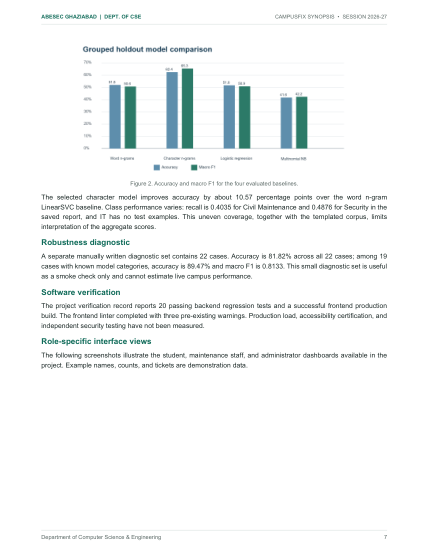 ABESEC GHAZIABAD | DEPT. OF CSE
CAMPUSFIX SYNOPSIS • SESSION 2026-27
Grouped holdout model comparison
70%
60%
50%
40%
30%
20%
10%
0%
Word n-grams
Character n-grams
Logistic regression
Multinomial NB
Accuracy
Macro F1
Figure 2. Accuracy and macro F1 for the four evaluated baselines.
The selected character model improves accuracy by about 10.57 percentage points over the word n-gram
LinearSVC baseline. Class performance varies: recall is 0.4035 for Civil Maintenance and 0.4876 for Security in the
saved report, and IT has no test examples. This uneven coverage, together with the templated corpus, limits
interpretation of the aggregate scores.
Robustness diagnostic
A separate manually written diagnostic set contains 22 cases. Accuracy is 81.82% across all 22 cases; among 19
cases with known model categories, accuracy is 89.47% and macro F1 is 0.8133. This small diagnostic set is useful
as a smoke check only and cannot estimate live campus performance.
Software verification
The project verification record reports 20 passing backend regression tests and a successful frontend production
build. The frontend linter completed with three pre-existing warnings. Production load, accessibility certification, and
independent security testing have not been measured.
Role-specific interface views
The following screenshots illustrate the student, maintenance staff, and administrator dashboards available in the
project. Example names, counts, and tickets are demonstration data.
Department of Computer Science & Engineering
7